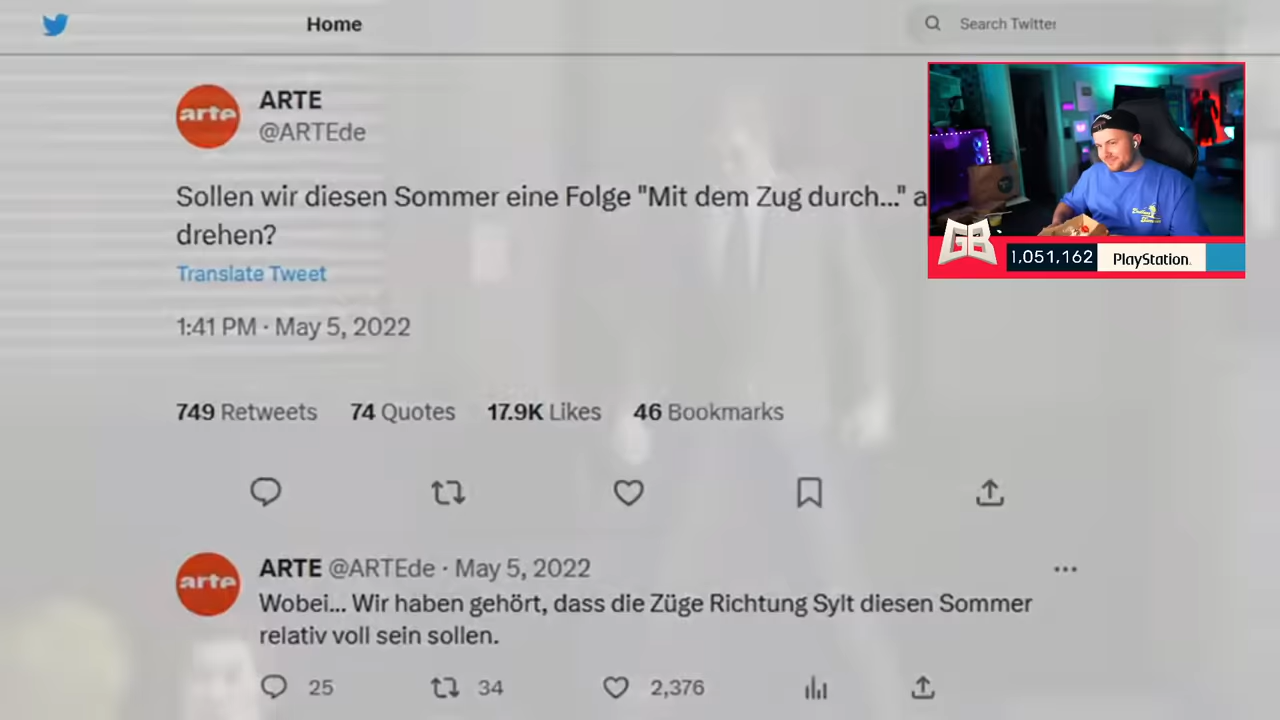 Home
Search Twitter
arte
ARTE
@ARTEde
Sollen wir diesen Sommer eine Folge "Mit dem Zug durch..." a
drehen?
Translate Tweet
1:41 PM · May 5, 2022
GB
1,051,162
PlayStation.
749 Retweets 74 Quotes 17.9K Likes 46 Bookmarks
arte
ARTE @ARTEde · May 5, 2022
Wobei... Wir haben gehört, dass die Züge Richtung Sylt diesen Sommer
relativ voll sein sollen.
25 34 2,376